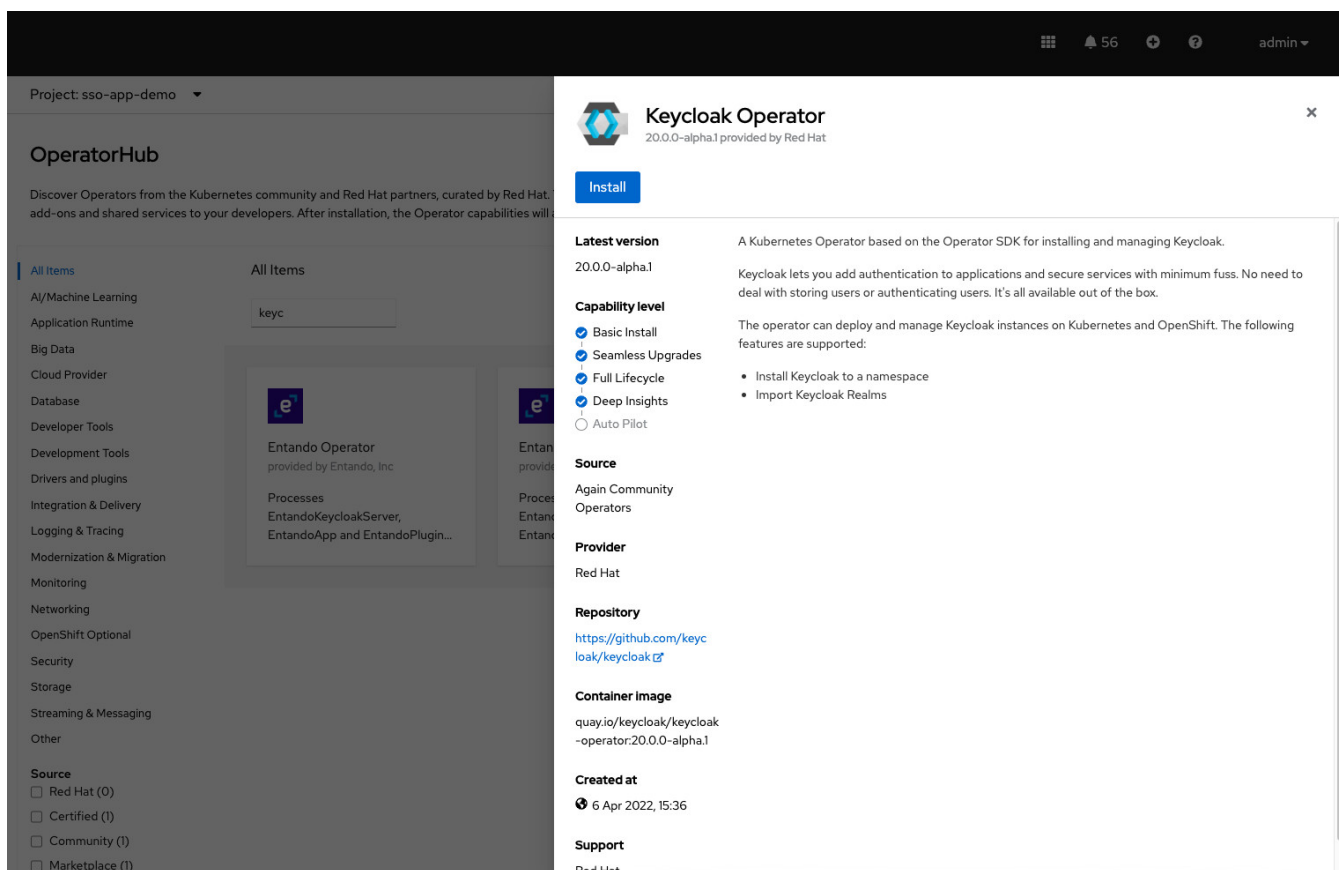 56
admin
Project: sso-app-demo
OperatorHub
Discover Operators from the Kubernetes community and Red Hat partners, curated by Red Hat.
add-ons and shared services to your developers. After installation, the Operator capabilities will
All Items
AI/Machine Learning
Application Runtime
Big Data
Cloud Provider
Database
Developer Tools
Development Tools
Drivers and plugins
Integration & Delivery
Logging & Tracing
Modernization & Migration
Monitoring
Networking
OpenShift Optional
Security
Storage
Streaming & Messaging
Other
Source
Red Hat (0)
Certified (1)
Community (1)
Marketplace (1)
All Items
keyc
Entando Operator
provided by Entando, Inc
Processes
EntandoKeycloakServer,
EntandoApp and EntandoPlugin...
Keycloak Operator
20.0.0-alpha.1 provided by Red Hat
Install
Latest version
20.0.0-alpha.1
Capability level
Basic Install
Seamless Upgrades
Full Lifecycle
Deep Insights
Auto Pilot
Source
Again Community
Operators
Provider
Red Hat
Repository
https://github.com/keyc
loak/keycloak
Container image
quay.io/keycloak/keycloak
-operator:20.0.0-alpha.1
Created at
6 Apr 2022, 15:36
Support
Red Hat
A Kubernetes Operator based on the Operator SDK for installing and managing Keycloak.
Keycloak lets you add authentication to applications and secure services with minimum fuss. No need to
deal with storing users or authenticating users. It's all available out of the box.
The operator can deploy and manage Keycloak instances on Kubernetes and OpenShift. The following
features are supported:
• Install Keycloak to a namespace
• Import Keycloak Realms